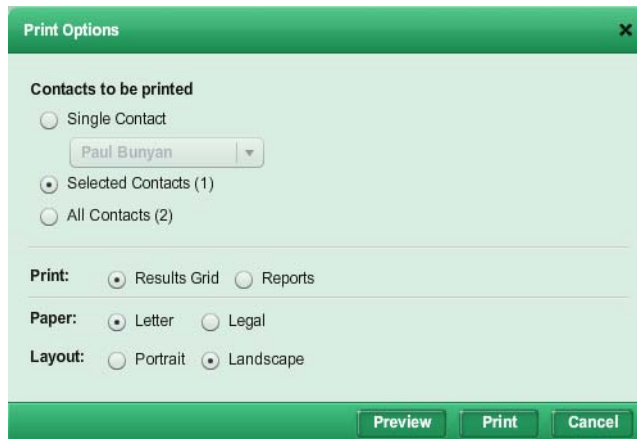 Print Options
Contacts to be printed
Single Contact
Paul Bunyan
Selected Contacts (1)
All Contacts (2)
Print: Results Grid Reports
Paper: Letter Legal
Layout: Portrait Landscape
Preview Print Cancel